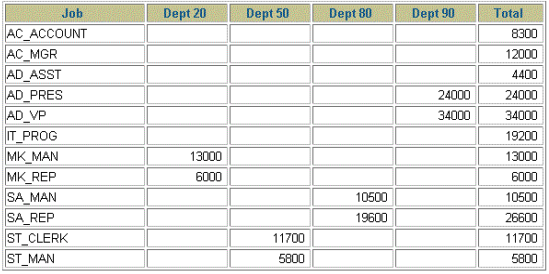 Job Dept 20 Dept 50 Dept 80 Dept 90 Total
AC_ACCOUNT 8300
AC_MGR 12000
AD_ASST 4400
AD_PRES 24000 24000
AD_VP 34000 34000
IT_PROG 19200
MK_MAN 13000 13000
MK_REP 6000 6000
SA_MAN 10500 10500
SA_REP 19600 26600
ST_CLERK 11700 11700
ST_MAN 5800 5800